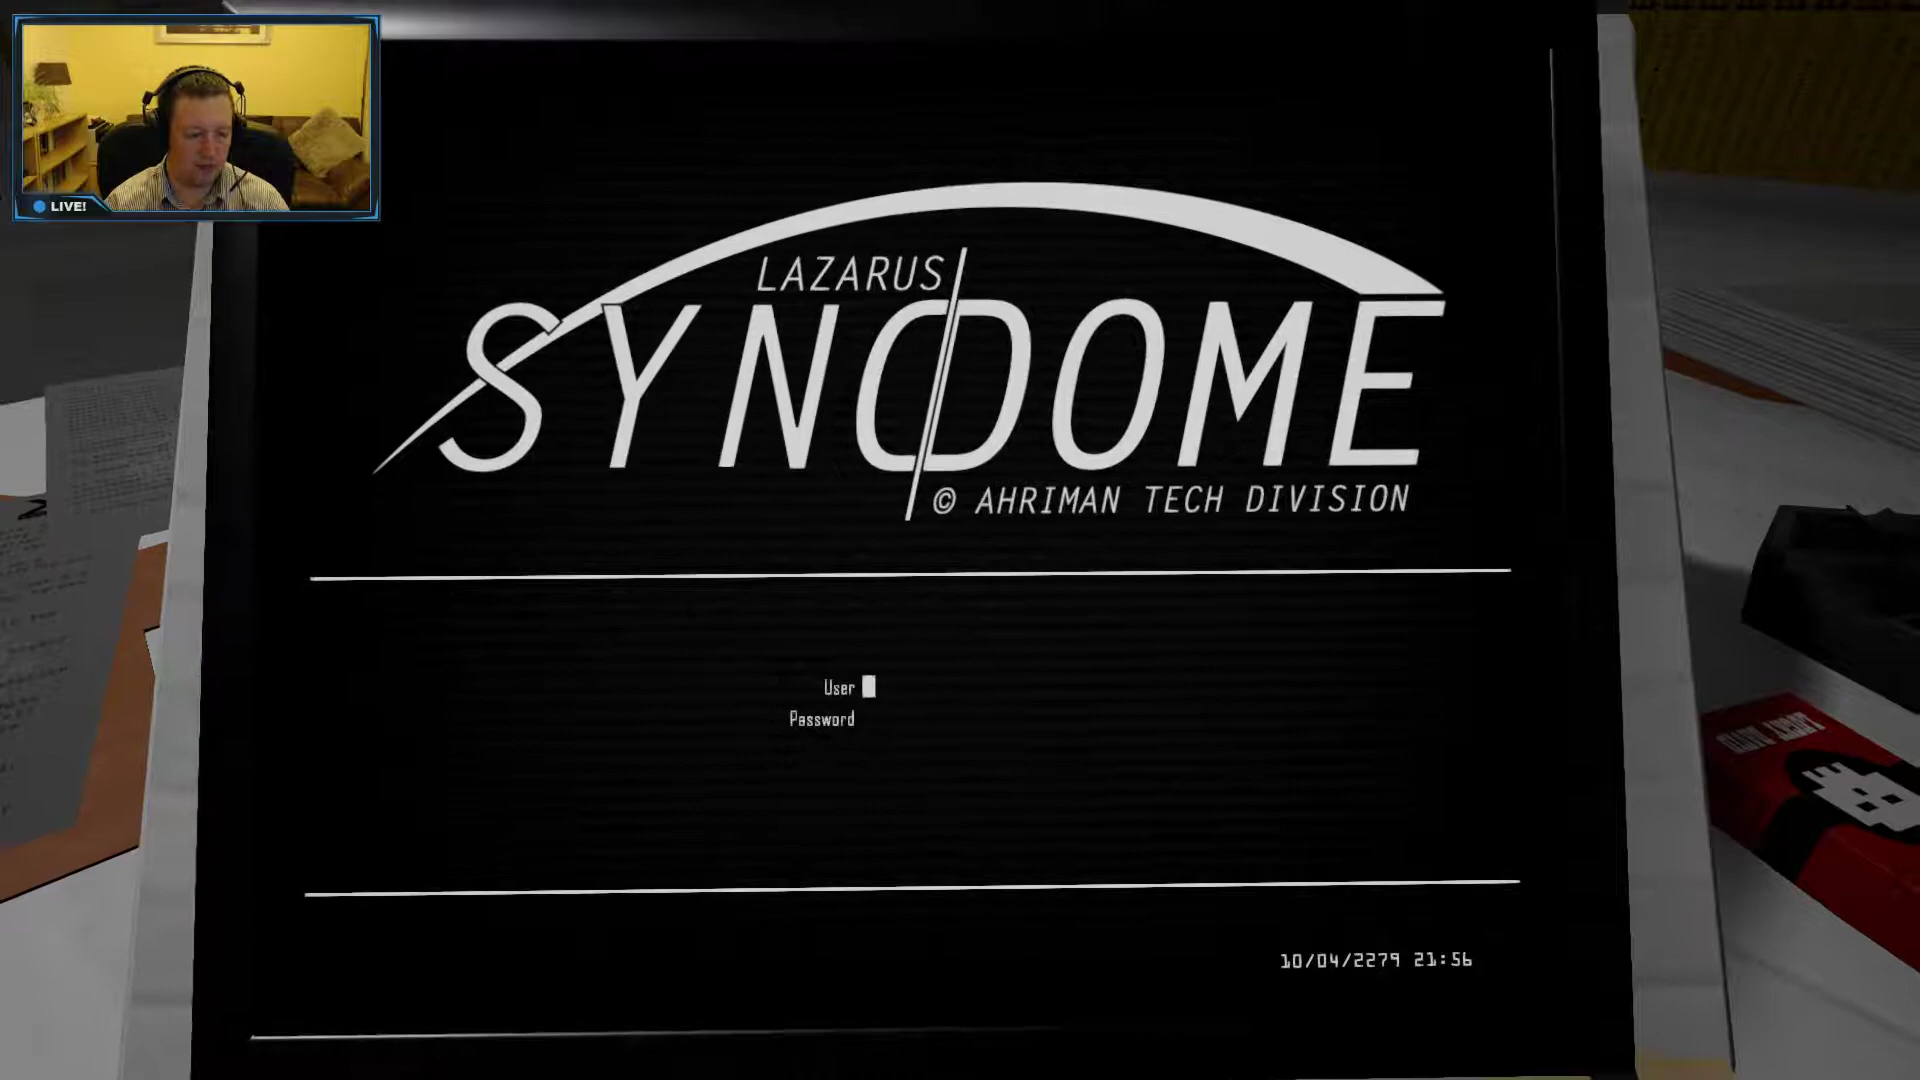 LIVE!
LAZARUS
SYNDOME
© AHRIMAN TECH DIVISION
User
Password
10/04/2279 21:56